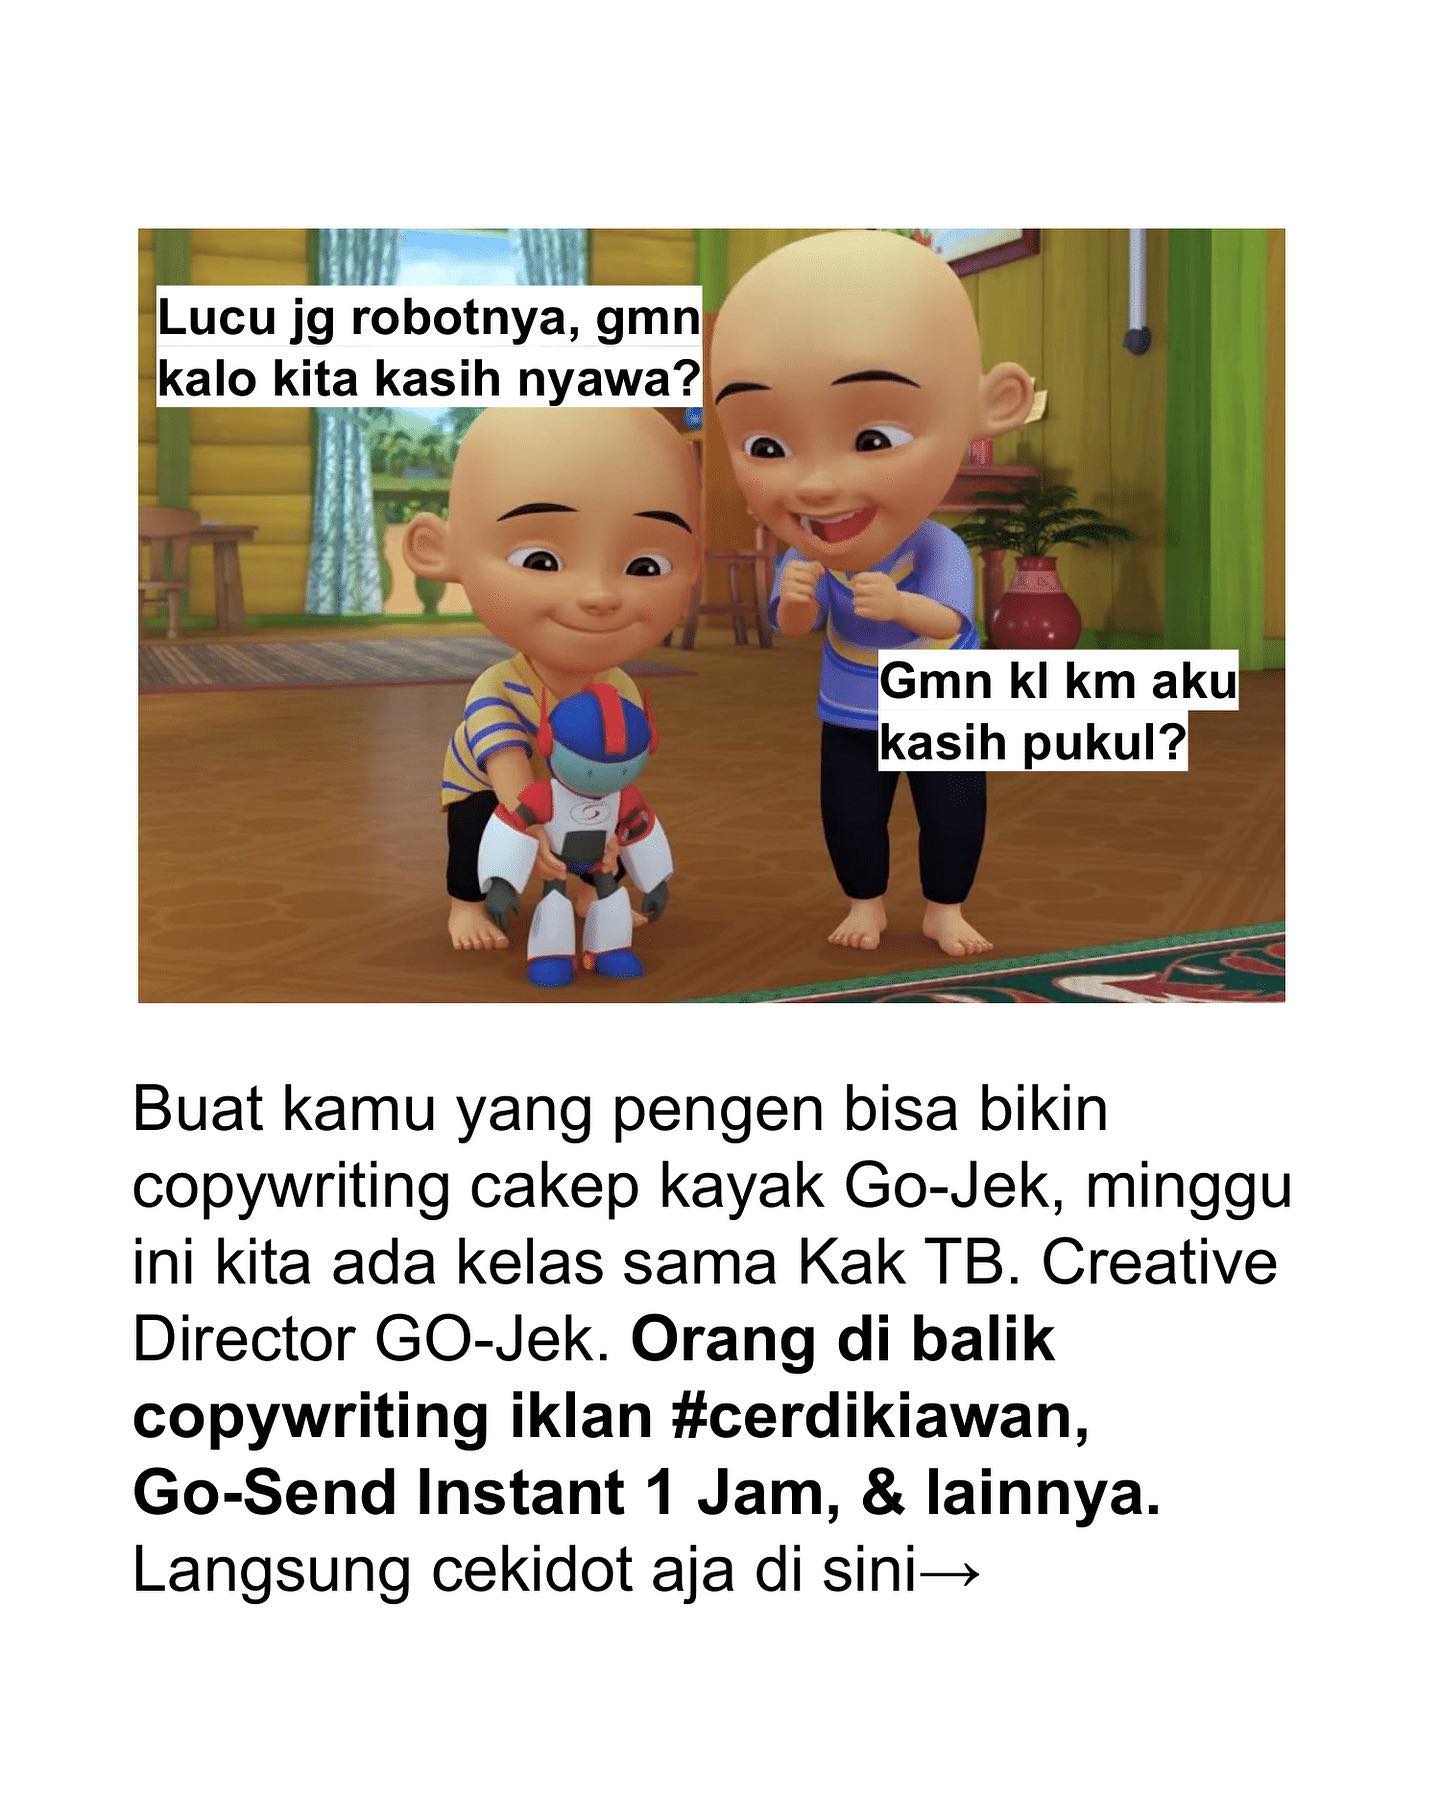 Lucu jg robotnya, gmn
kalo kita kasih nyawa?
Gmn kl km aku
kasih pukul?
Buat kamu yang pengen bisa bikin
copywriting cakep kayak Go-Jek, minggu
ini kita ada kelas sama Kak TB. Creative
Director GO-Jek. Orang di balik
copywriting iklan #cerdikiawan,
Go-Send Instant 1 Jam, & lainnya.
Langsung cekidot aja di sini→